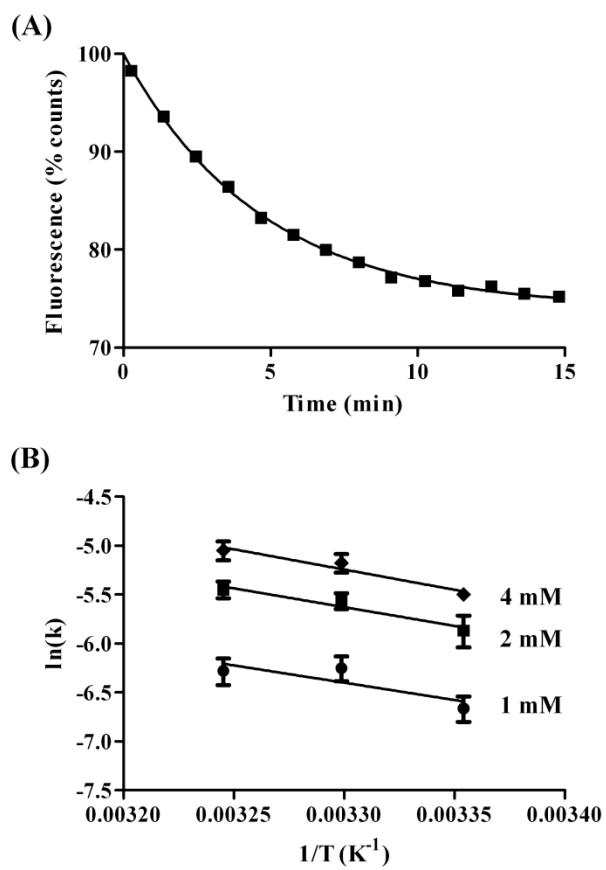 (A)
100
90
80
70
Fluorescence (% counts)
0 5 10 15
Time (min)
(B)
-4.5
-5.0
-5.5
-6.0
-6.5
-7.0
-7.5
ln(k)
4 mM
2 mM
1 mM
0.00320 0.00325 0.00330 0.00335 0.00340
1/T (K⁻¹)